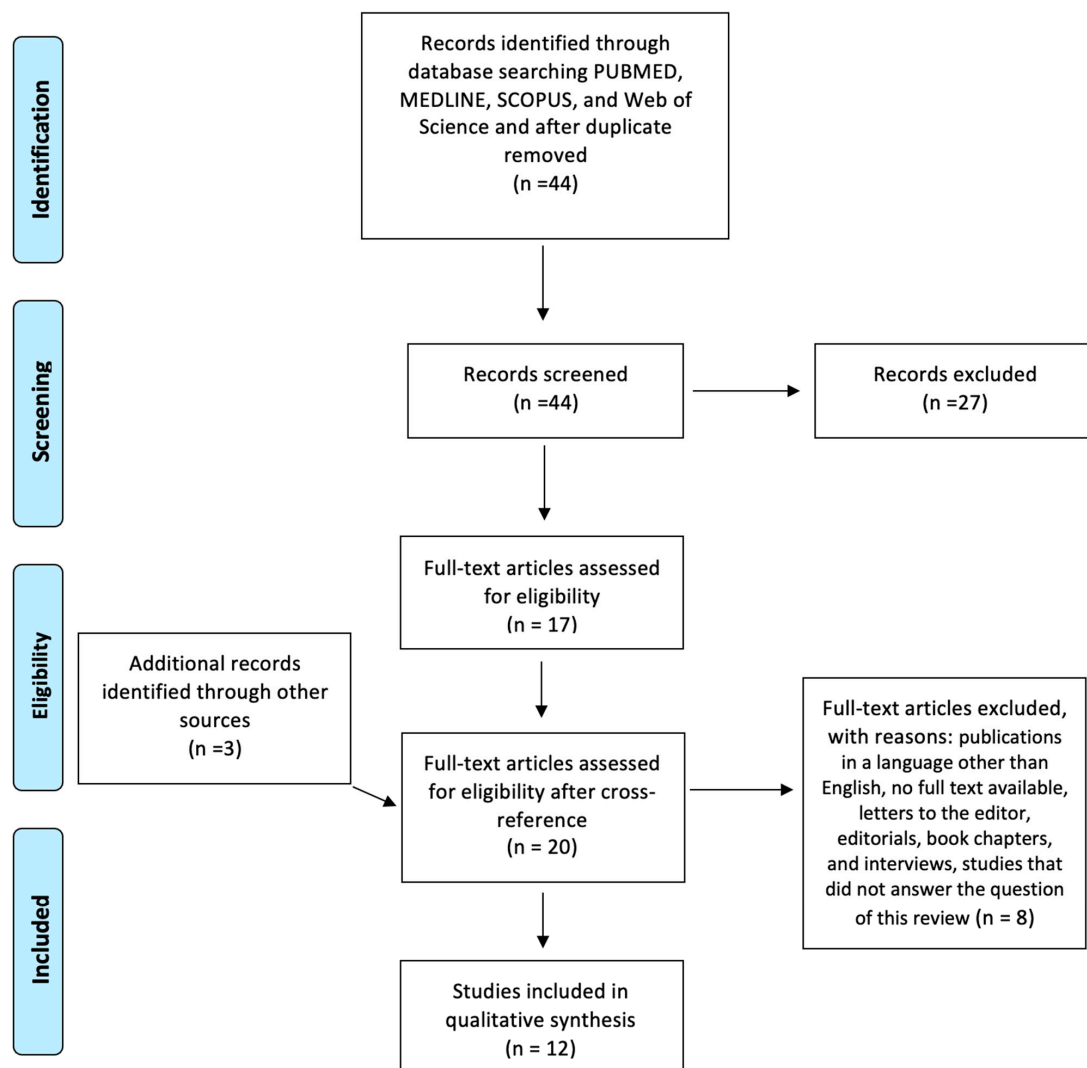 Identification
Records identified through
database searching PUBMED,
MEDLINE, SCOPUS, and Web of
Science and after duplicate
removed
(n =44)
Screening
Records screened
(n =44)
Records excluded
(n =27)
Eligibility
Full-text articles assessed
for eligibility
(n = 17)
Additional records
identified through other
sources
(n =3)
Full-text articles assessed
for eligibility after cross-
reference
(n = 20)
Full-text articles excluded,
with reasons: publications
in a language other than
English, no full text available,
letters to the editor,
editorials, book chapters,
and interviews, studies that
did not answer the question
of this review (n = 8)
Included
Studies included in
qualitative synthesis
(n = 12)